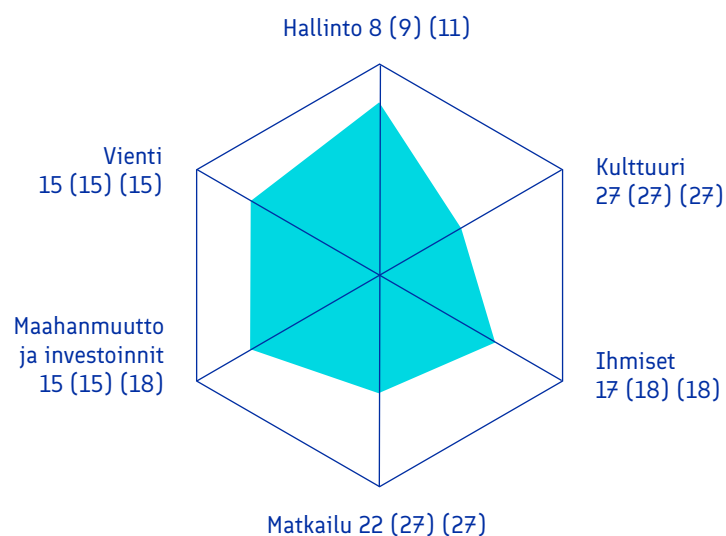 Hallinto 8 (9) (11)
Vienti
15 (15) (15)
Kulttuuri
27 (27) (27)
Maahanmuutto
ja investoinnit
15 (15) (18)
Ihmiset
17 (18) (18)
Matkailu 22 (27) (27)